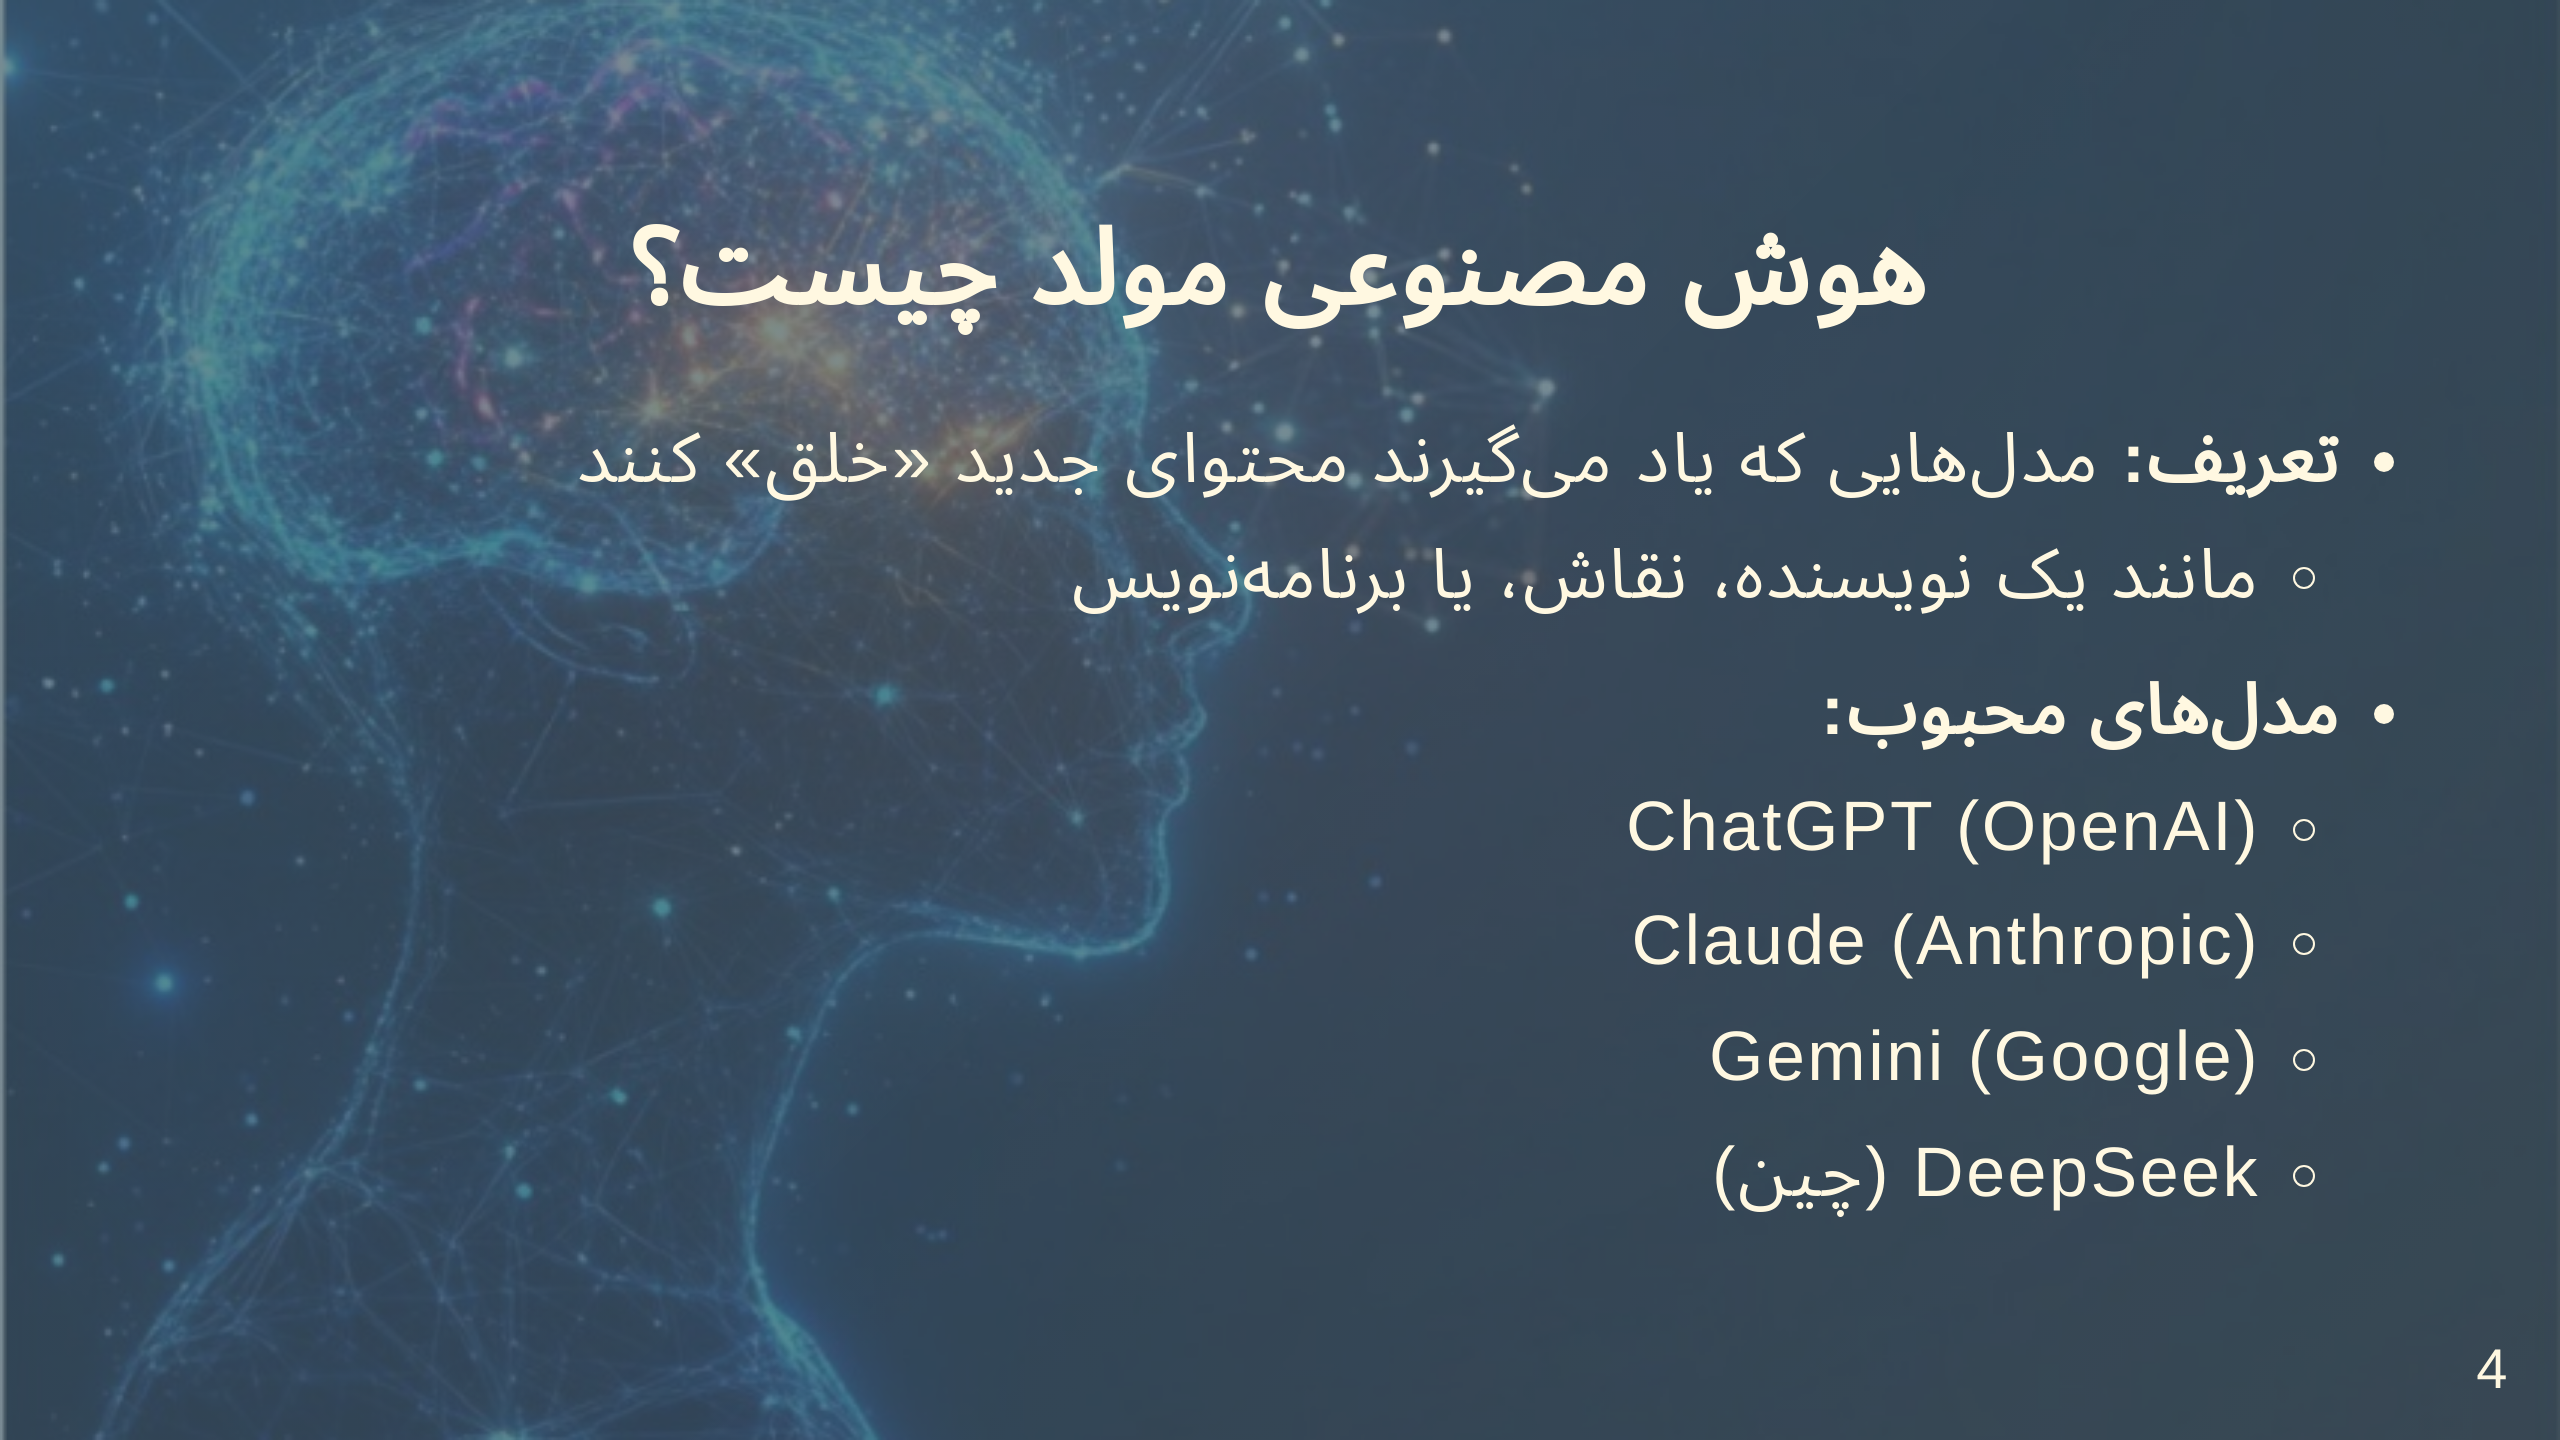 هوش مصنوعی مولد چیست؟
• تعریف: مدل‌هایی که یاد می‌گیرند محتوای جدید «خلق» کنند
◦ مانند یک نویسنده، نقاش، یا برنامه‌نویس
• مدل‌های محبوب:
◦ ChatGPT (OpenAI)
◦ Claude (Anthropic)
◦ Gemini (Google)
◦ DeepSeek (چین)
4